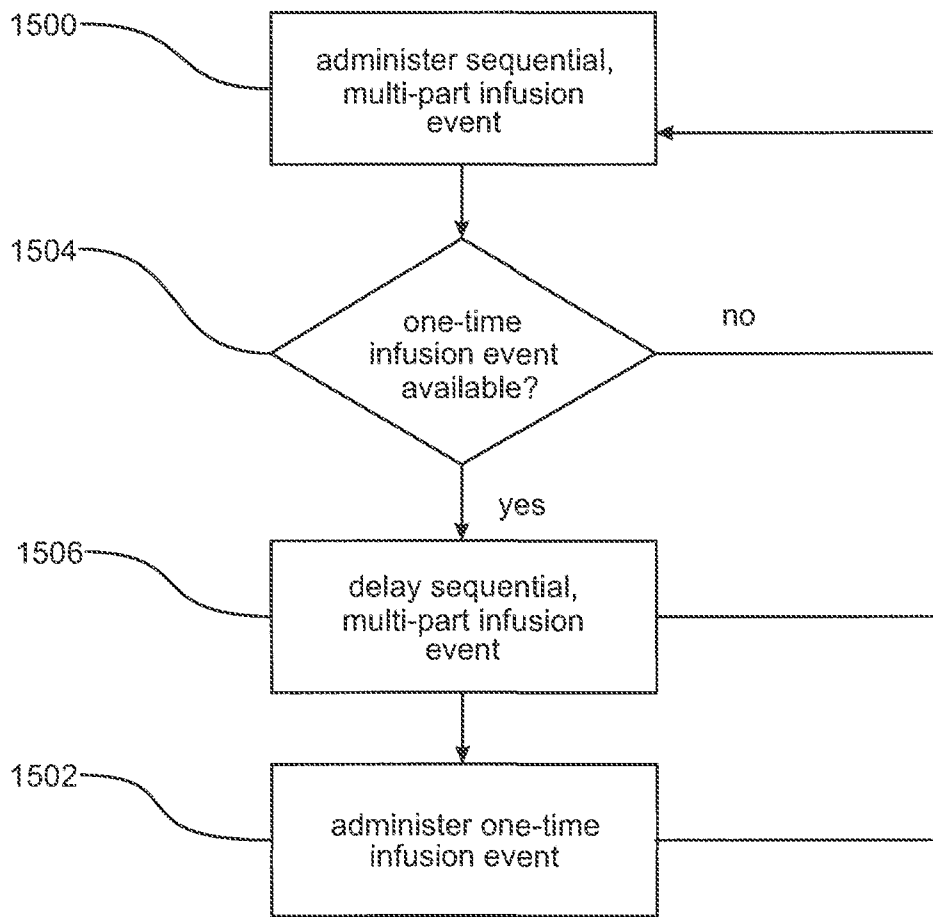 1500
administer sequential,
multi-part infusion
event
1504
one-time
infusion event
available?
no
yes
1506
delay sequential,
multi-part infusion
event
1502
administer one-time
infusion event